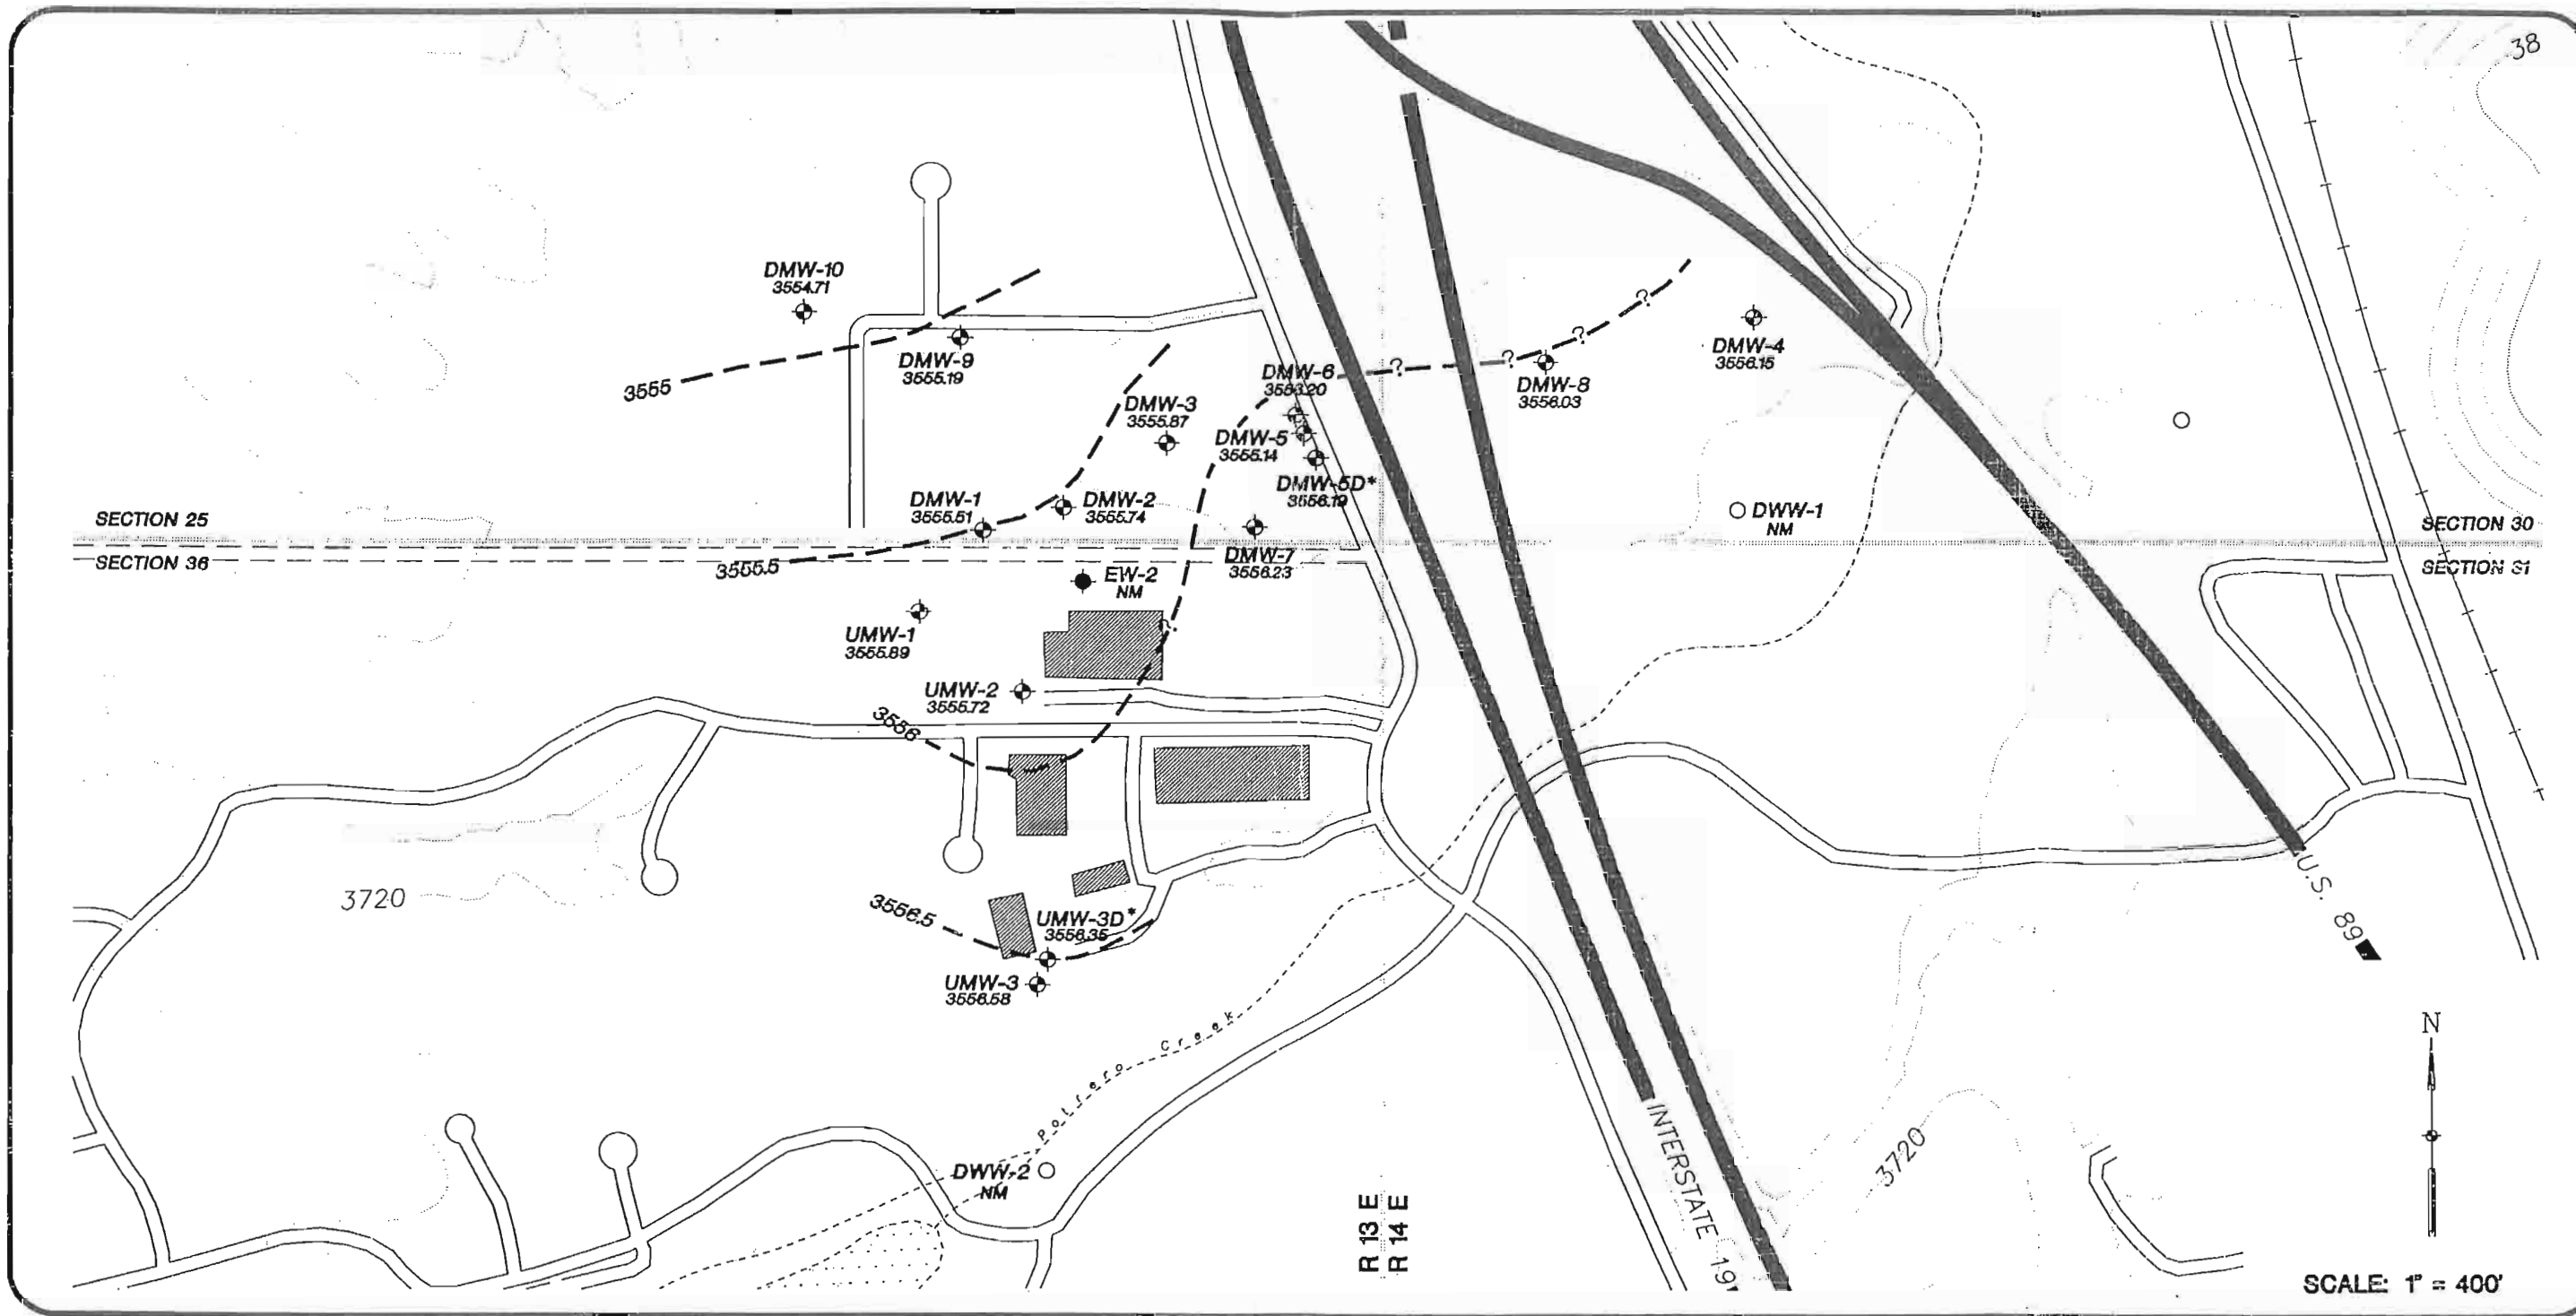 38
DMW-10
3554.71
DMW-9
3555.19
3555
DMW-6
3556.20
DMW-3
3555.87
DMW-5
3555.14
DMW-5D*
3556.19
DMW-8
3556.03
DMW-4
3556.15
?
?
?
?
DMW-1
3555.51
DMW-2
3555.74
DMW-7
3556.23
DWW-1
NM
SECTION 25
SECTION 36
SECTION 30
SECTION 31
3555.5
EW-2
NM
?
UMW-1
3555.89
UMW-2
3555.72
3556
3720
3556.5
UMW-3D*
3556.35
UMW-3
3556.58
Potrero Creek
DWW-2
NM
R 13 E
R 14 E
INTERSTATE 19
3720
U.S. 89
N
SCALE: 1" = 400'